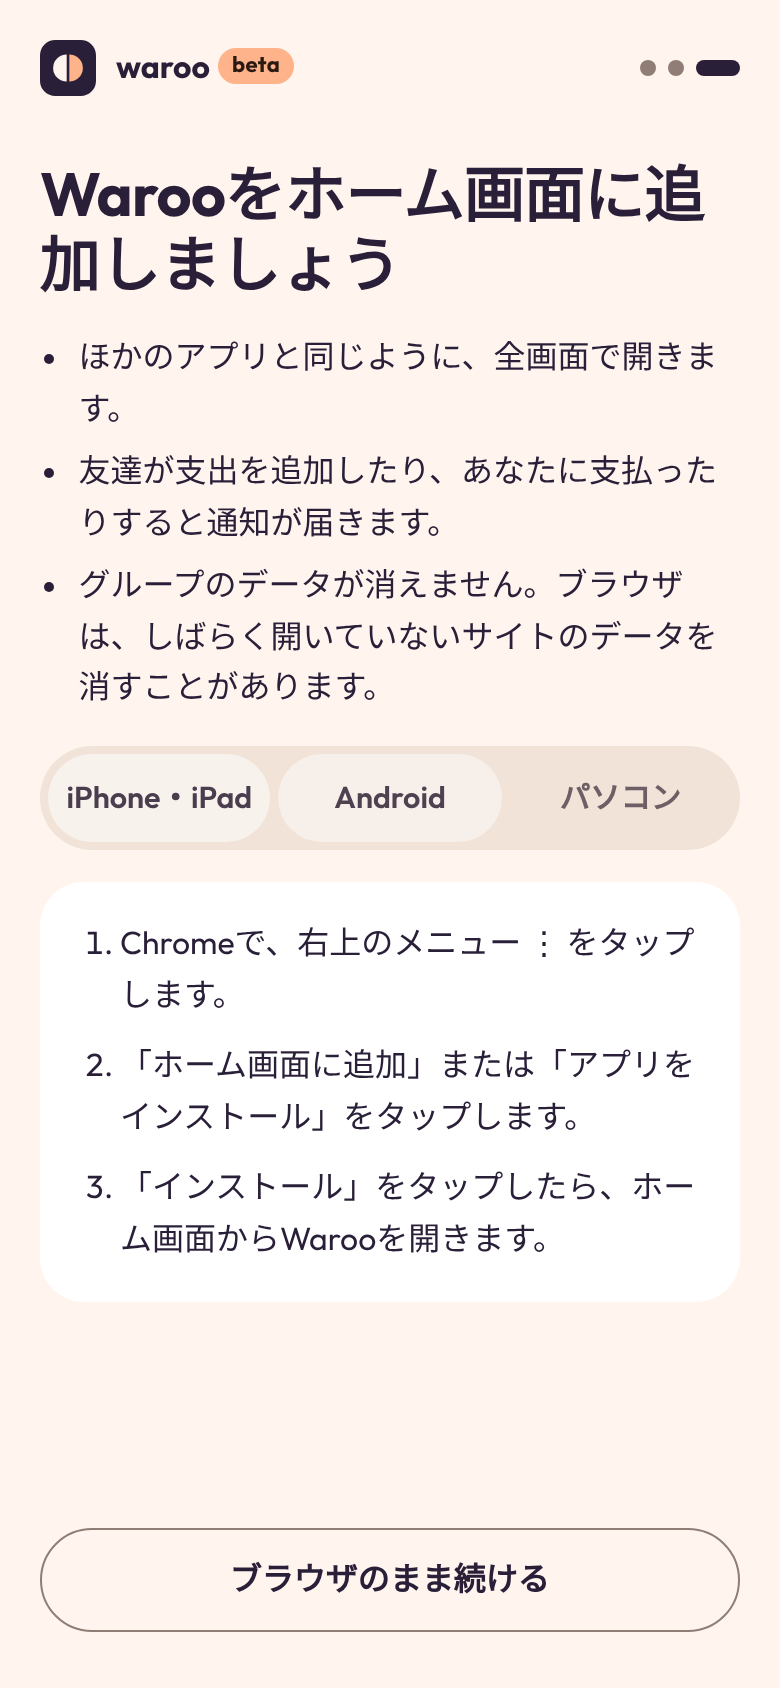 waroo beta
Warooをホーム画面に追
加しましょう
• ほかのアプリと同じように、全画面で開きま
す。
• 友達が支出を追加したり、あなたに支払った
りすると通知が届きます。
• グループのデータが消えません。ブラウザ
は、しばらく開いていないサイトのデータを
消すことがあります。
iPhone・iPad Android パソコン
1. Chromeで、右上のメニュー ⋮ をタップ
します。
2. 「ホーム画面に追加」または「アプリを
インストール」をタップします。
3. 「インストール」をタップしたら、ホー
ム画面からWarooを開きます。
ブラウザのまま続ける